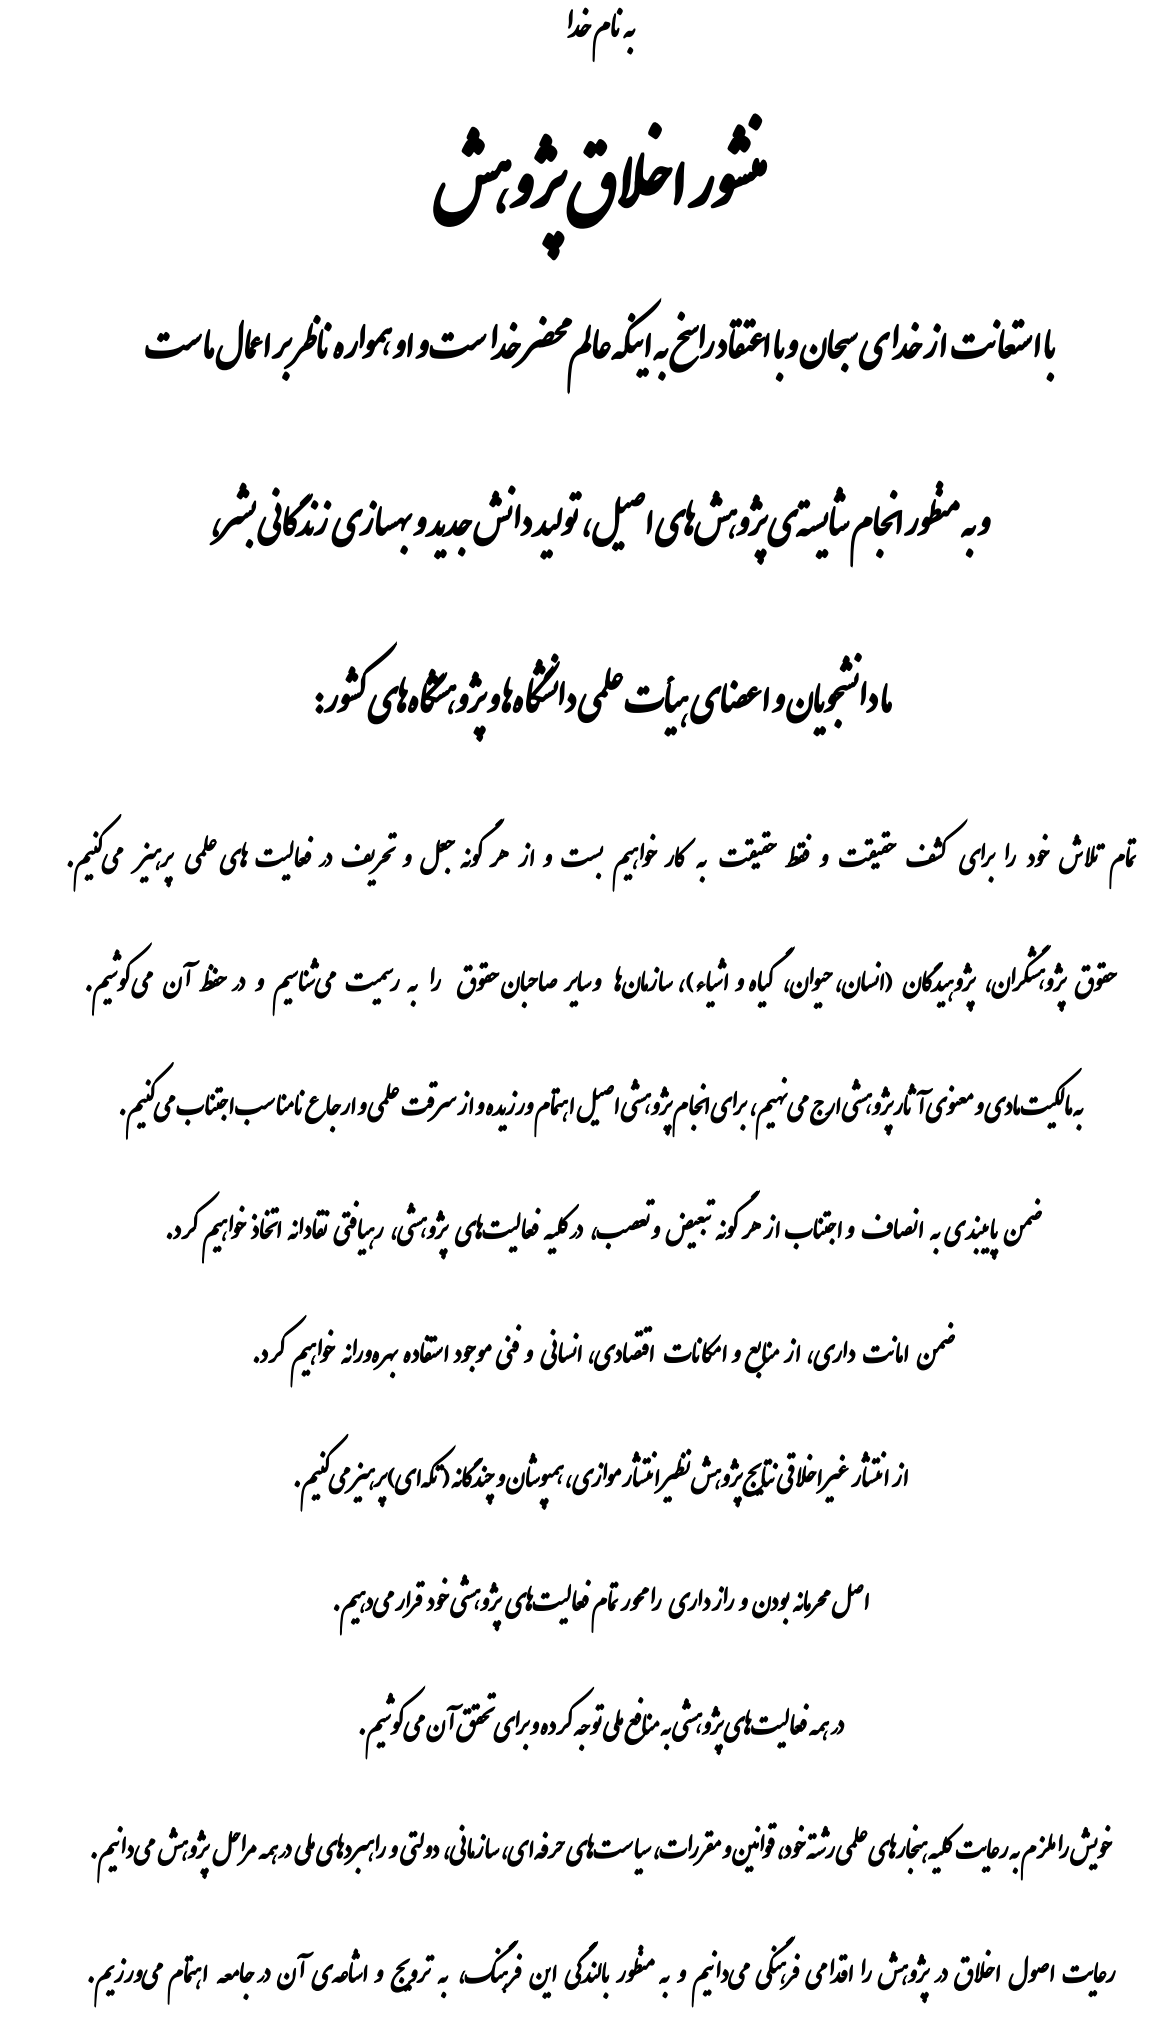 به نام خدا
منشور اخلاق پژوهش
با استعانت از خدای سبحان و با اعتقاد راسخ به اینکه عالم محضر خداست و او همواره ناظر بر اعمال ماست
و به منظور انجام شایسته‌ی پژوهش‌های اصیل، تولید دانش جدید و بهسازی زندگانی بشر،
ما دانشجویان و اعضای هیأت علمی دانشگاه‌ها و پژوهشگاه‌های کشور:
تمام تلاش خود را برای کشف حقیقت و فقط حقیقت به کار خواهیم بست و از هر گونه جعل و تحریف در فعالیت های علمی پرهیز می‌کنیم.
حقوق پژوهشگران، پژوهیدگان (انسان، حیوان، گیاه و اشیاء)، سازمان‌ها و سایر صاحبان حقوق را به رسمیت می‌شناسیم و در حفظ آن می‌کوشیم.
به مالکیت مادی و معنوی آثار پژوهشی ارج می‌نهیم، برای انجام پژوهشی اصیل اهتمام ورزیده و از سرقت علمی و ارجاع نامناسب اجتناب می‌کنیم.
ضمن پایبندی به انصاف و اجتناب از هر گونه تبعیض و تعصب، در کلیه فعالیت‌های پژوهشی، رهیافتی نقادانه اتخاذ خواهیم کرد.
ضمن امانت داری، از منابع و امکانات اقتصادی، انسانی و فنی موجود استفاده بهره‌ورانه خواهیم کرد.
از انتشار غیراخلاقی نتایج پژوهش نظیر انتشار موازی، همپوشان و چندگانه (تکه‌ای) پرهیز می‌کنیم.
اصل محرمانه بودن و راز داری را محور تمام فعالیت‌های پژوهشی خود قرار می‌دهیم.
در همه فعالیت‌های پژوهشی به منافع ملی توجه کرده و برای تحقق آن می‌کوشیم.
خویش را ملزم به رعایت کلیه هنجارهای علمی رشته خود، قوانین و مقررات، سیاست‌های حرفه‌ای، سازمانی، دولتی و راهبردهای ملی در همه مراحل پژوهش می‌دانیم.
رعایت اصول اخلاق در پژوهش را اقدامی فرهنگی می‌دانیم و به منظور بالندگی این فرهنگ، به ترویج و اشاعه‌ی آن در جامعه اهتمام می‌ورزیم.